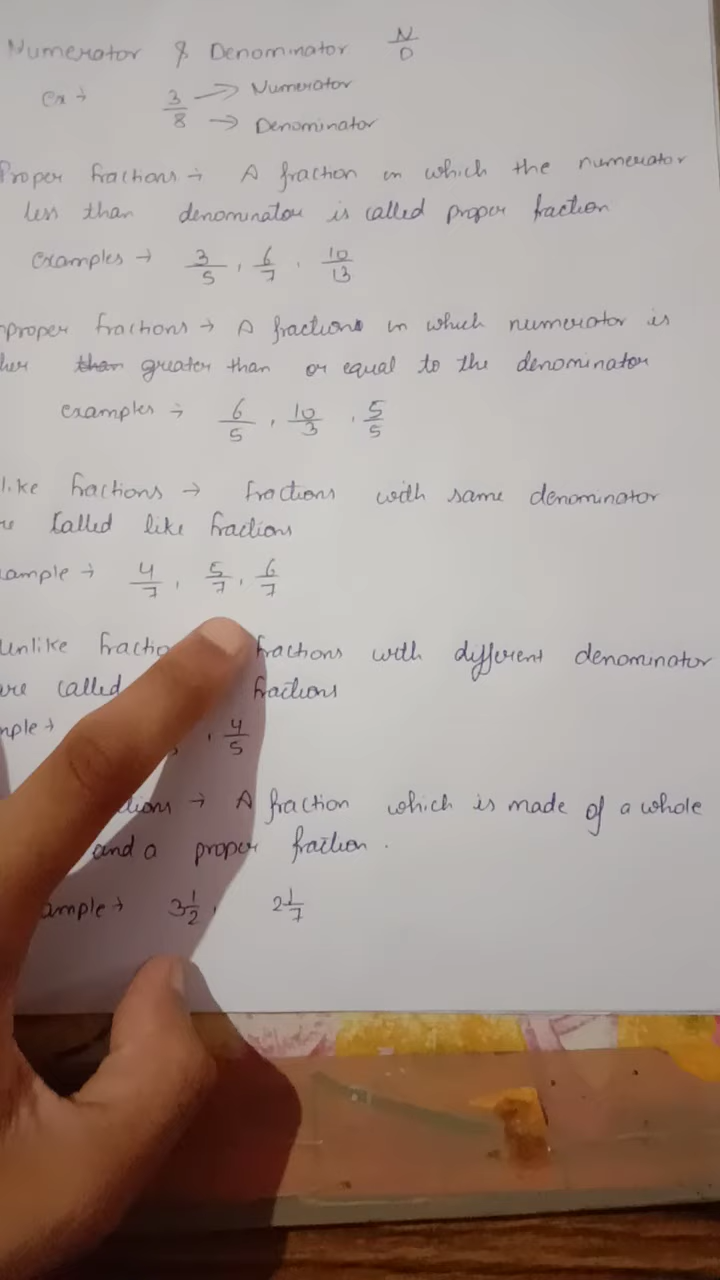 Numerator & Denominator N/D
Ex → 3/8 → Numerator
→ Denominator
Proper fractions → A fraction in which the numerator
less than denominator is called proper fraction
Examples → 3/5, 6/7, 10/13
proper fractions → A fractions in which numerator is
than greater than or equal to the denominator
examples → 6/5, 10/3, 5/5
like fractions → fractions with same denominator
called like fractions
ample → 4/7, 5/7, 6/7
unlike fractio fractions with different denominator
are called fractions
mple → , 4/5
ctions → A fraction which is made of a whole
and a proper fraction.
ample → 3 1/2, 2 1/7